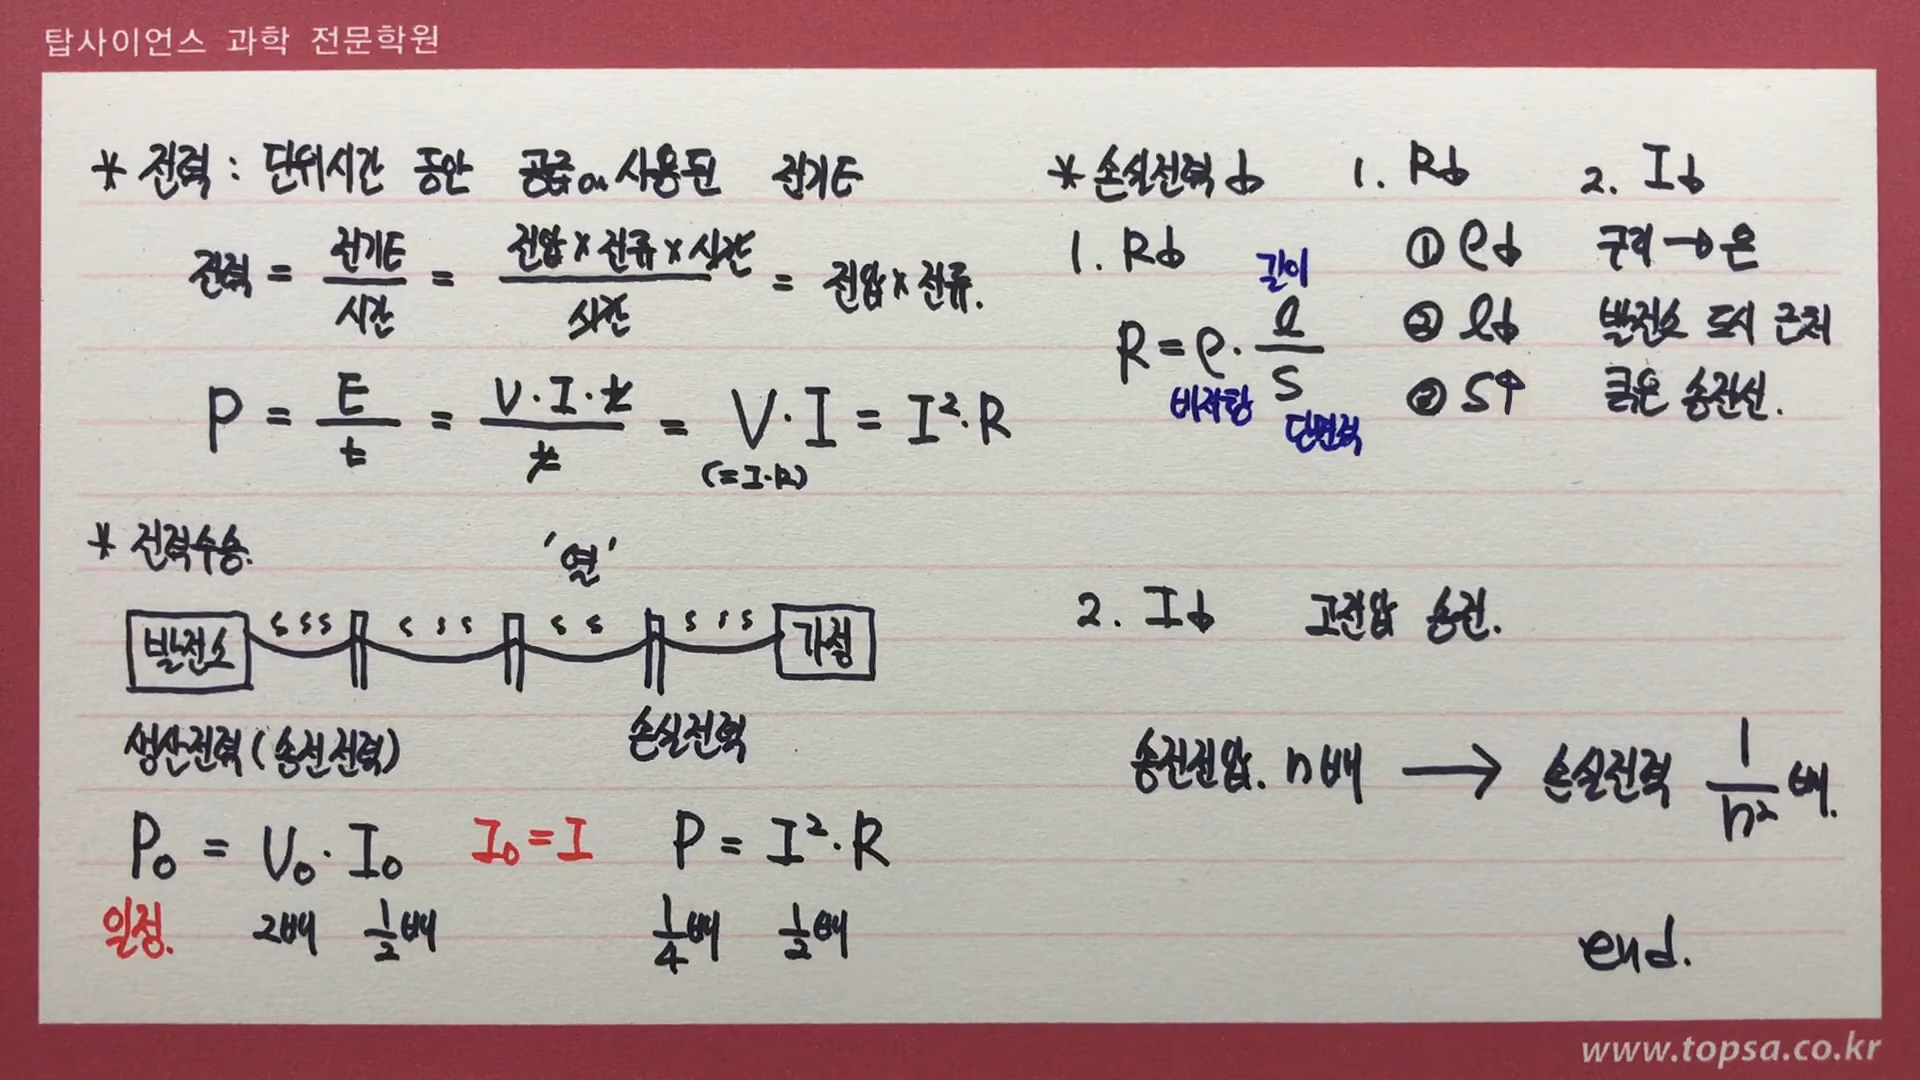 탑사이언스 과학 전문학원
* 전력 : 단위시간 동안 공급 or 사용된 전기E
전력 = 전기E / 시간 = 전압 × 전류 × 시간 / 시간 = 전압 × 전류.
P = E / t = V · I · t / t = V · I = I² · R
(= I · R)
* 전력수송.
'열'
발전소 s s s s s s s s s s s 가정
생산전력 (송전전력) 손실전력
P₀ = V₀ · I₀ I₀ = I P = I² · R
일정. 2배 1/2배 1/4배 1/2배
* 손실전력 ↓ 1. R↓ 2. I↓
1. R↓ ① ρ↓ 구리 → 은
길이
R = ρ · ℓ / S
비저항 단면적
② ℓ↓ 발전소 도시 근처
③ S↑ 굵은 송전선.
2. I↓ 고전압 송전.
송전전압. n배 → 손실전력 1/n² 배.
end.
www.topsa.co.kr